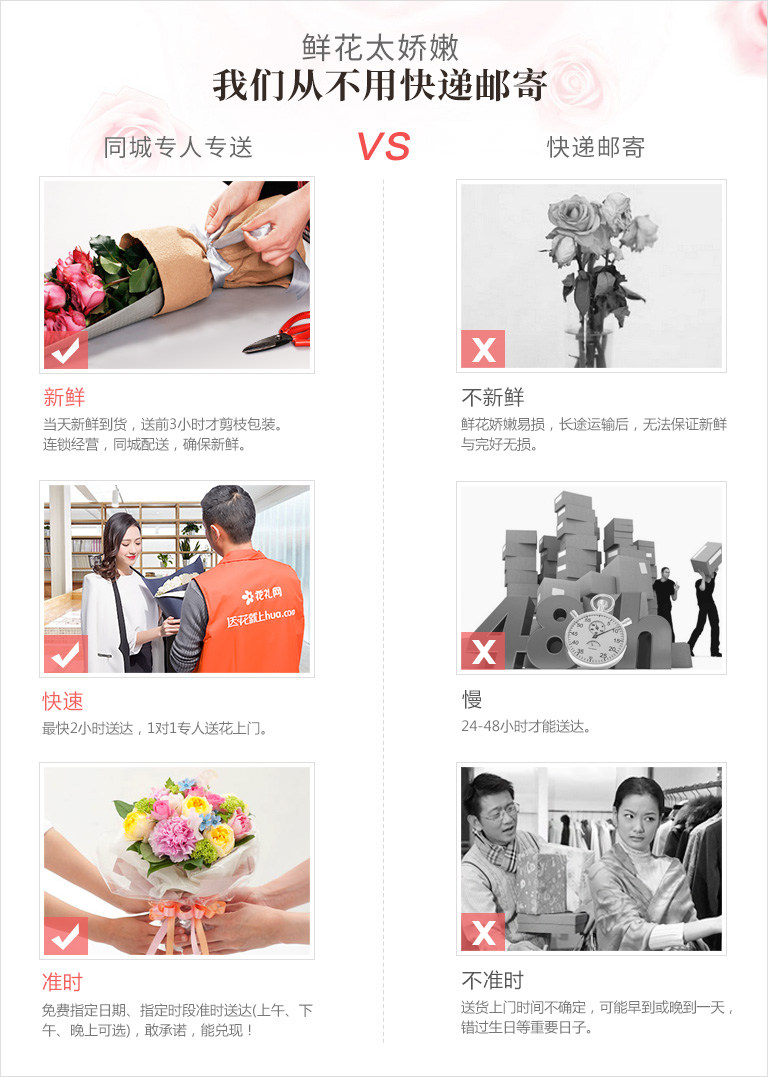 鲜花太娇嫩
我们从不用快递邮寄
同城专人专送
VS
快递邮寄
新鲜
当天新鲜到货，送前3小时才剪枝包装。
连锁经营，同城配送，确保新鲜。
不新鲜
鲜花娇嫩易损，长途运输后，无法保证新鲜
与完好无损。
花礼网
送花就上hua.com
快速
最快2小时送达，1对1专人送花上门。
48h.
慢
24-48小时才能送达。
准时
免费指定日期、指定时段准时送达(上午、下
午、晚上可选)，敢承诺，能兑现！
不准时
送货上门时间不确定，可能早到或晚到一天，
错过生日等重要日子。